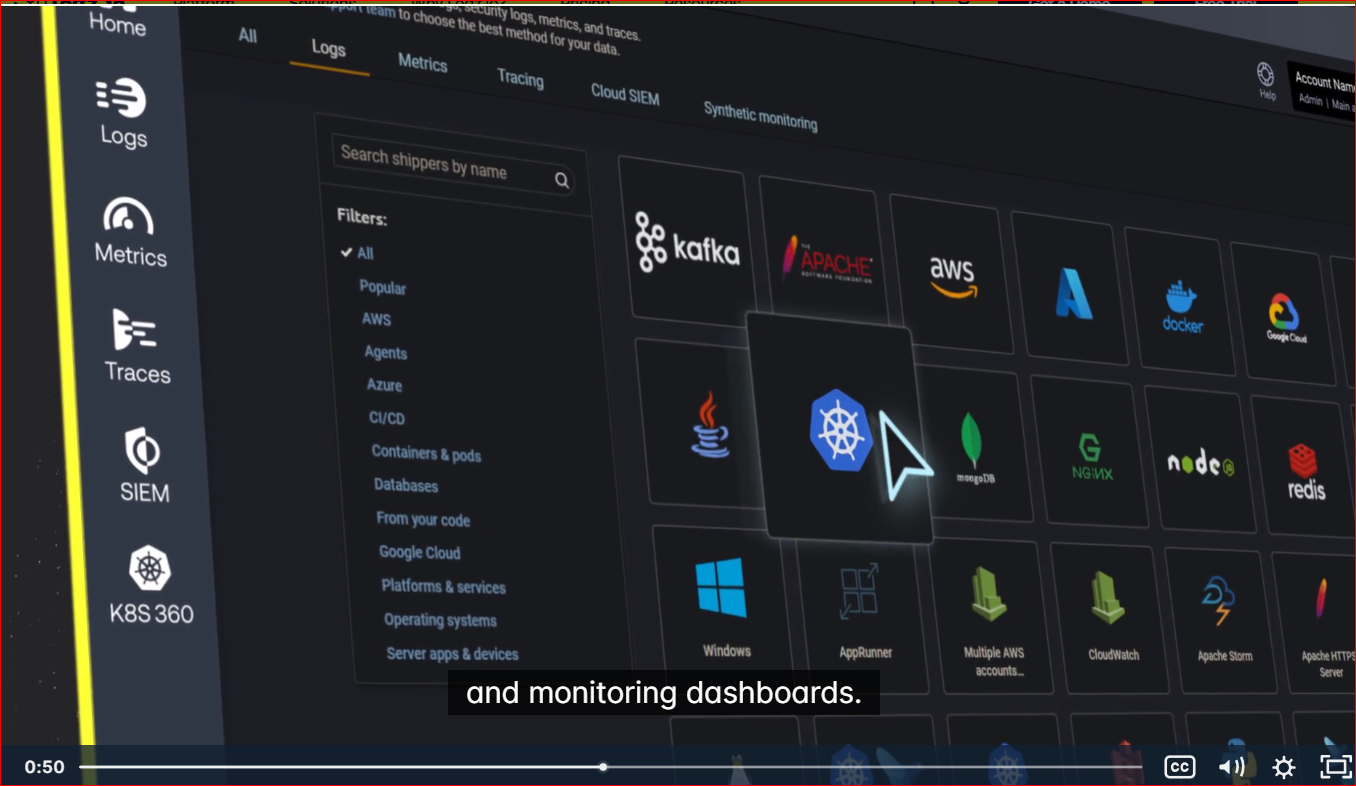 Home
Logs
Metrics
Traces
SIEM
K8S 360
security logs, metrics, and traces.
support team to choose the best method for your data.
All
Logs
Metrics
Tracing
Cloud SIEM
Synthetic monitoring
Help
Account Nam
Admin | Main a
Search shippers by name
Filters:
All
Popular
AWS
Agents
Azure
CI/CD
Containers & pods
Databases
From your code
Google Cloud
Platforms & services
Operating systems
Server apps & devices
kafka
THE
APACHE
SOFTWARE FOUNDATION
aws
docker
Google Cloud
mongoDB
NGINX
node
JS
redis
Windows
AppRunner
Multiple AWS
accounts...
CloudWatch
Apache Storm
Apache HTTPS
Server
and monitoring dashboards.
0:50
CC